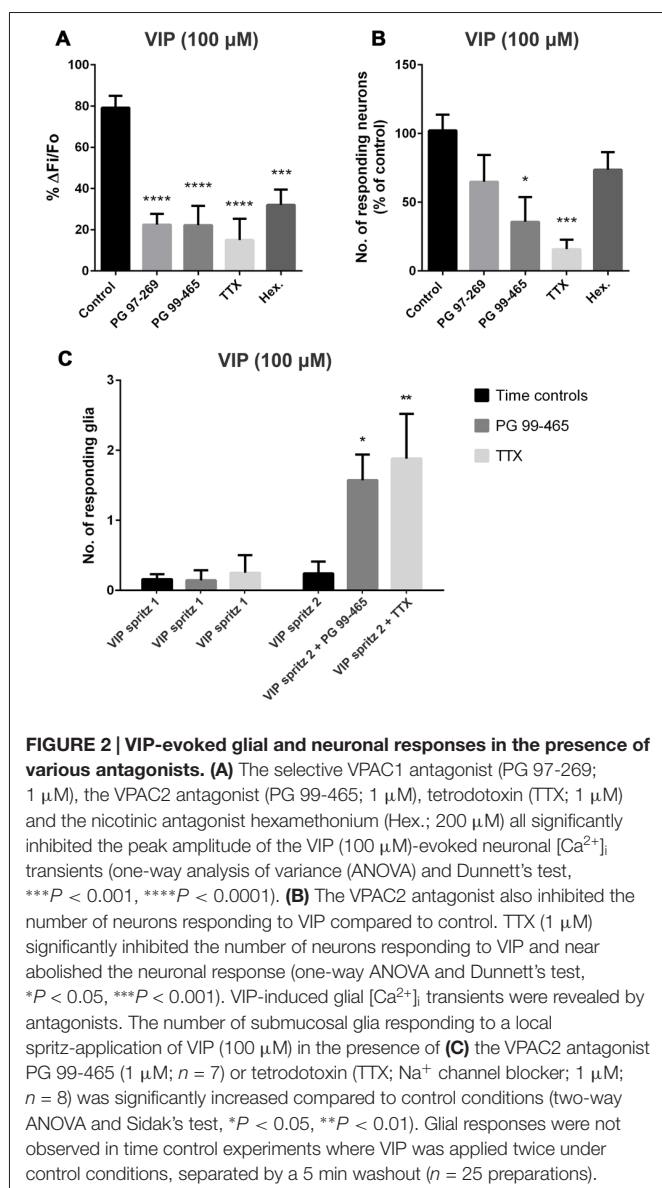 A
VIP (100 µM)
% ΔFi/Fo
100
80
60
40
20
0
****
****
****
***
Control
PG 97-269
PG 99-465
TTX
Hex.
B
VIP (100 µM)
No. of responding neurons
(% of control)
150
100
50
0
*
***
Control
PG 97-269
PG 99-465
TTX
Hex.
C
VIP (100 µM)
No. of responding glia
3
2
1
0
*
**
VIP spritz 1
VIP spritz 1
VIP spritz 1
VIP spritz 2
VIP spritz 2 + PG 99-465
VIP spritz 2 + TTX
Time controls
PG 99-465
TTX
FIGURE 2 | VIP-evoked glial and neuronal responses in the presence of
various antagonists. (A) The selective VPAC1 antagonist (PG 97-269;
1 µM), the VPAC2 antagonist (PG 99-465; 1 µM), tetrodotoxin (TTX; 1 µM)
and the nicotinic antagonist hexamethonium (Hex.; 200 µM) all significantly
inhibited the peak amplitude of the VIP (100 µM)-evoked neuronal [Ca²⁺]ᵢ
transients (one-way analysis of variance (ANOVA) and Dunnett's test,
***P < 0.001, ****P < 0.0001). (B) The VPAC2 antagonist also inhibited the
number of neurons responding to VIP compared to control. TTX (1 µM)
significantly inhibited the number of neurons responding to VIP and near
abolished the neuronal response (one-way ANOVA and Dunnett's test,
*P < 0.05, ***P < 0.001). VIP-induced glial [Ca²⁺]ᵢ transients were revealed by
antagonists. The number of submucosal glia responding to a local
spritz-application of VIP (100 µM) in the presence of (C) the VPAC2 antagonist
PG 99-465 (1 µM; n = 7) or tetrodotoxin (TTX; Na⁺ channel blocker; 1 µM;
n = 8) was significantly increased compared to control conditions (two-way
ANOVA and Sidak's test, *P < 0.05, **P < 0.01). Glial responses were not
observed in time control experiments where VIP was applied twice under
control conditions, separated by a 5 min washout (n = 25 preparations).